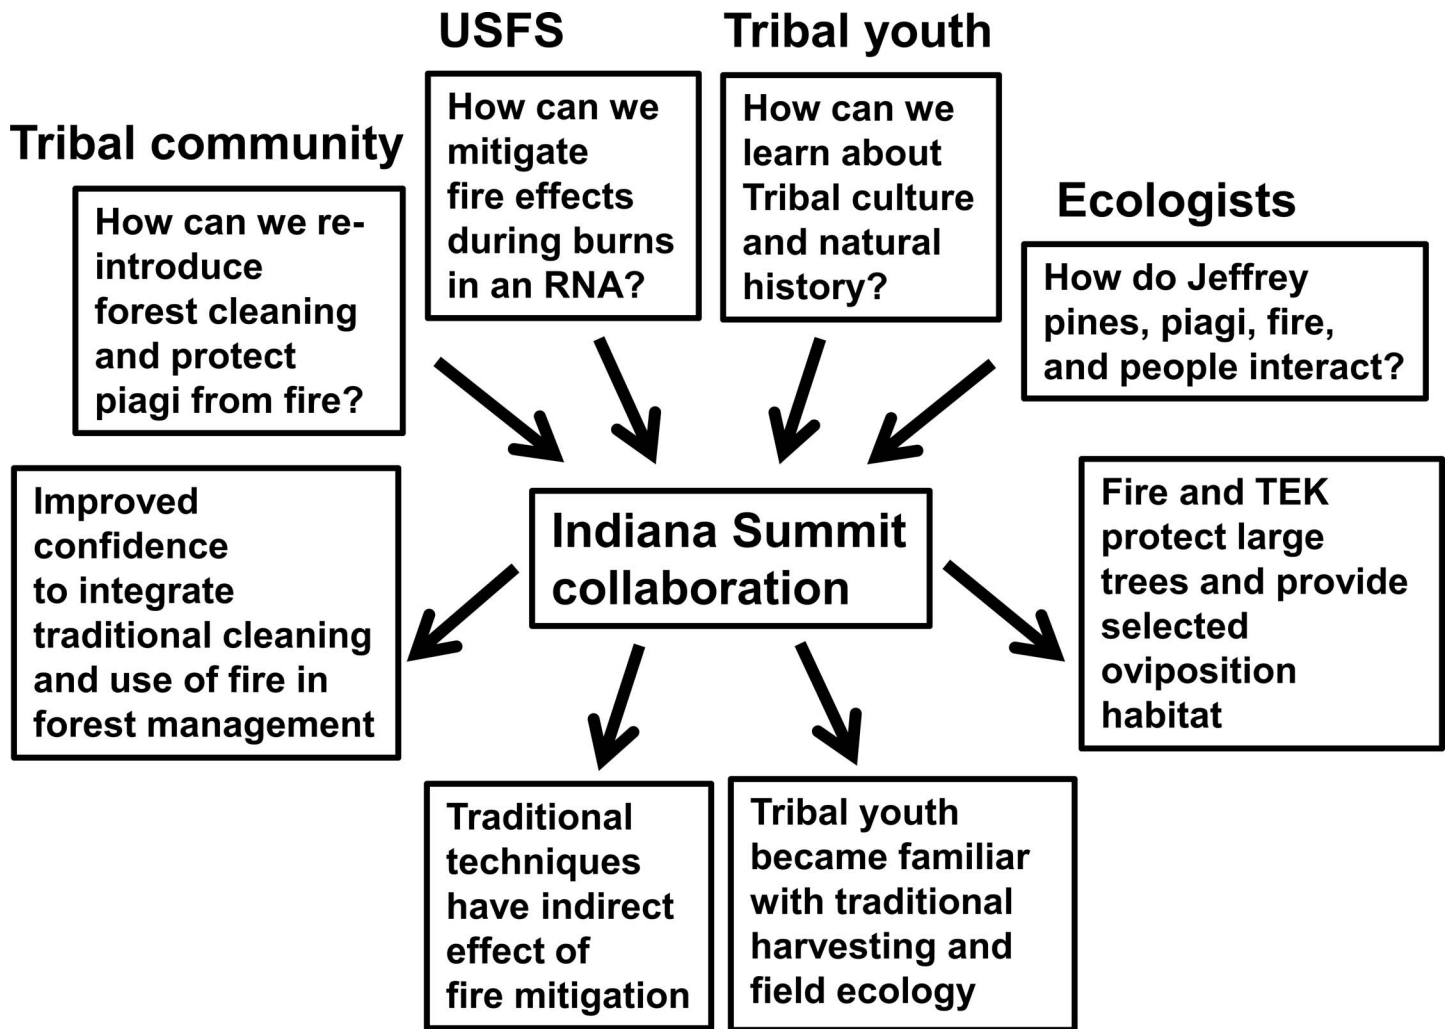 USFS
How can we
mitigate
fire effects
during burns
in an RNA?
Tribal youth
How can we
learn about
Tribal culture
and natural
history?
Tribal community
How can we re-
introduce
forest cleaning
and protect
piagi from fire?
Ecologists
How do Jeffrey
pines, piagi, fire,
and people interact?
Indiana Summit
collaboration
Improved
confidence
to integrate
traditional cleaning
and use of fire in
forest management
Traditional
techniques
have indirect
effect of
fire mitigation
Tribal youth
became familiar
with traditional
harvesting and
field ecology
Fire and TEK
protect large
trees and provide
selected
oviposition
habitat